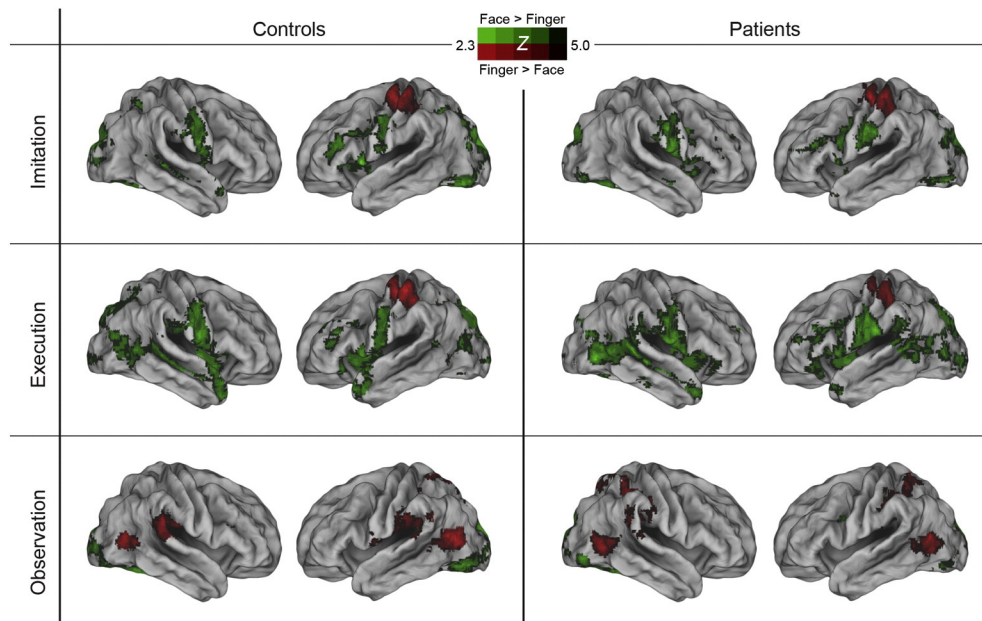 Controls
Face > Finger
2.3 Z 5.0
Finger > Face
Patients
Imitation
Execution
Observation